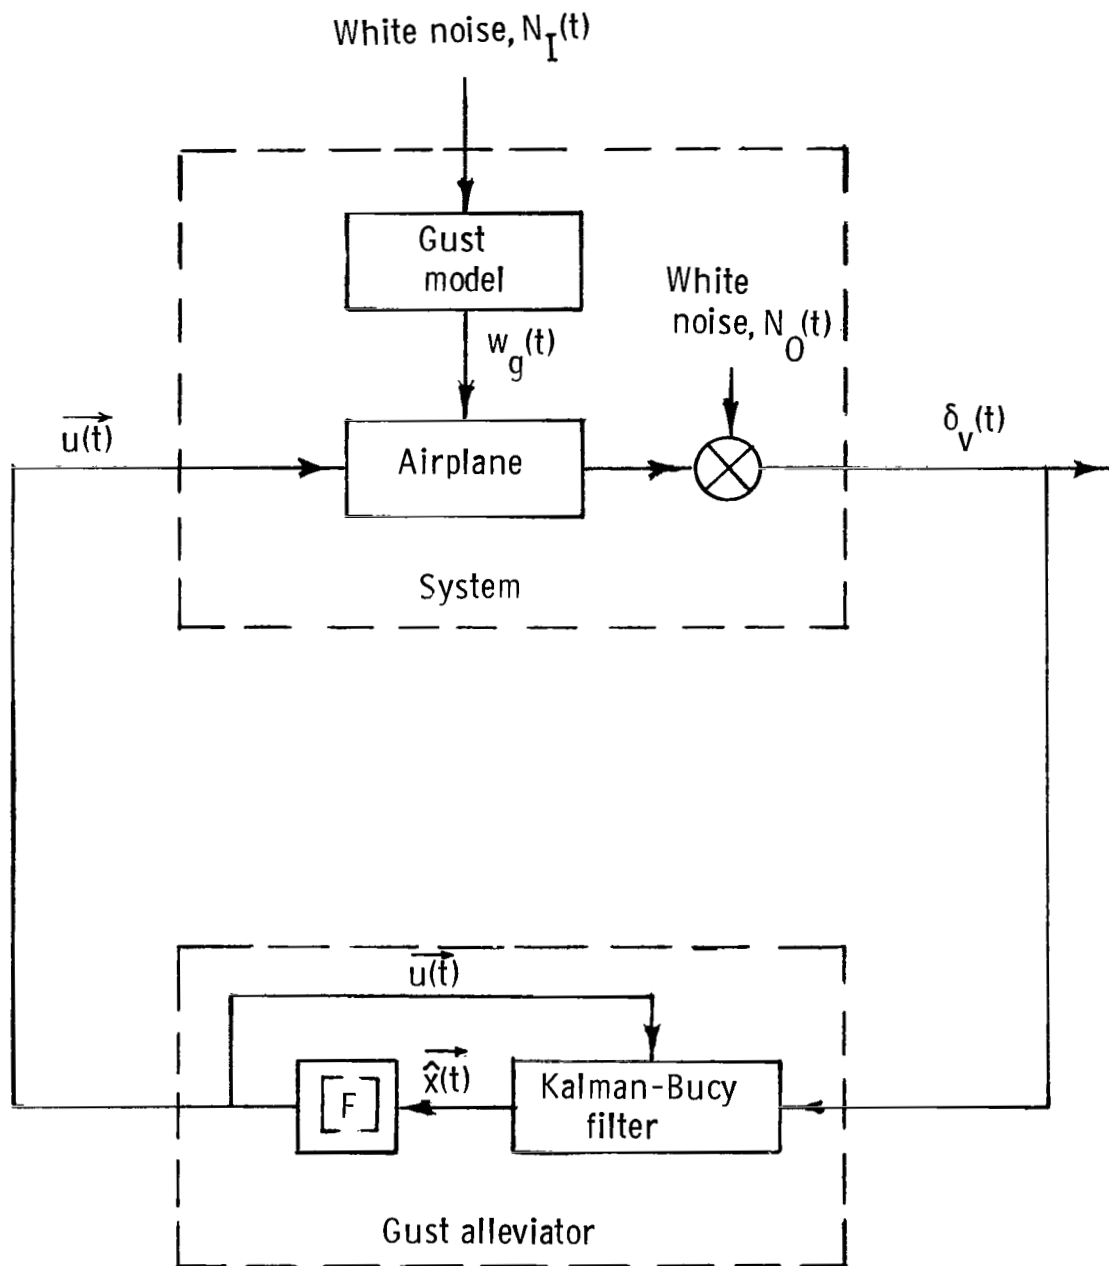 White noise, N_I(t)
Gust
model
White
noise, N_O(t)
w_g(t)
u(t)
Airplane
δ_v(t)
System
u(t)
x̂(t)
[F]
Kalman-Bucy
filter
Gust alleviator